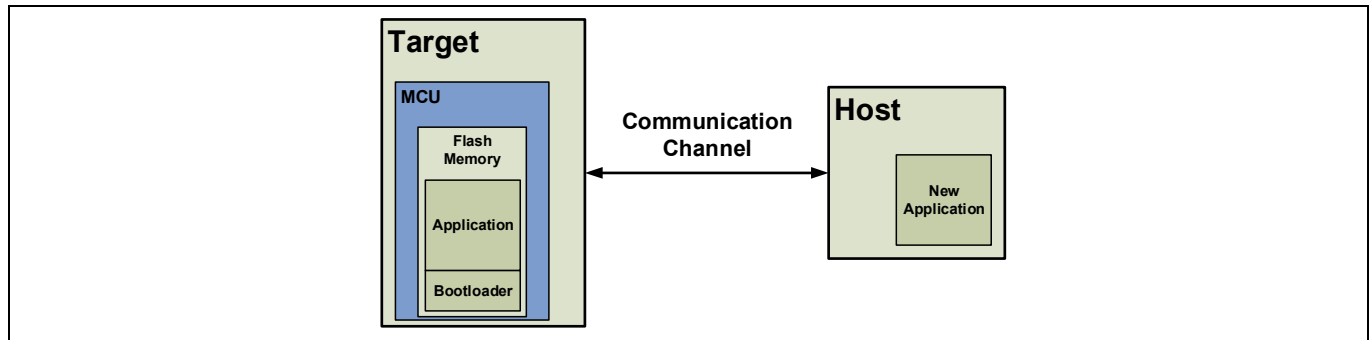 Target
MCU
Flash
Memory
Application
Bootloader
Communication
Channel
Host
New
Application